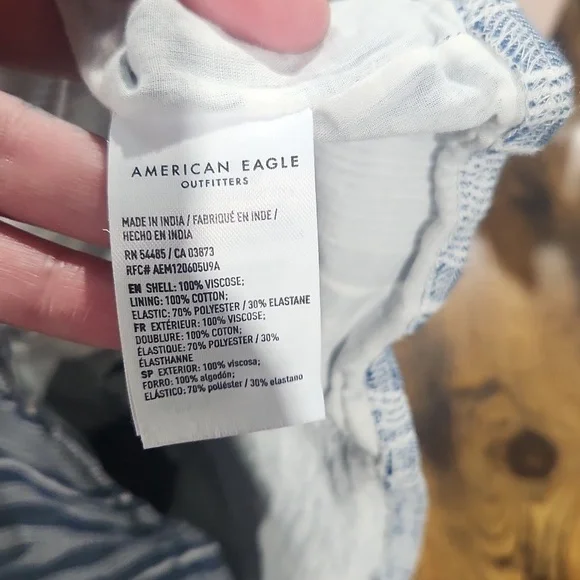 AMERICAN EAGLE
OUTFITTERS
MADE IN INDIA / FABRIQUÉ EN INDE /
HECHO EN INDIA
RN 54485 / CA 03873
RFC# AEM120605U9A
EN SHELL: 100% VISCOSE;
LINING: 100% COTTON;
ELASTIC: 70% POLYESTER / 30% ELASTANE
FR EXTÉRIEUR: 100% VISCOSE;
DOUBLURE: 100% COTON;
ÉLASTIQUE: 70% POLYESTER / 30%
ÉLASTHANNE
SP EXTERIOR: 100% viscosa;
FORRO: 100% algodón;
ELÁSTICO: 70% poliéster / 30% elastano